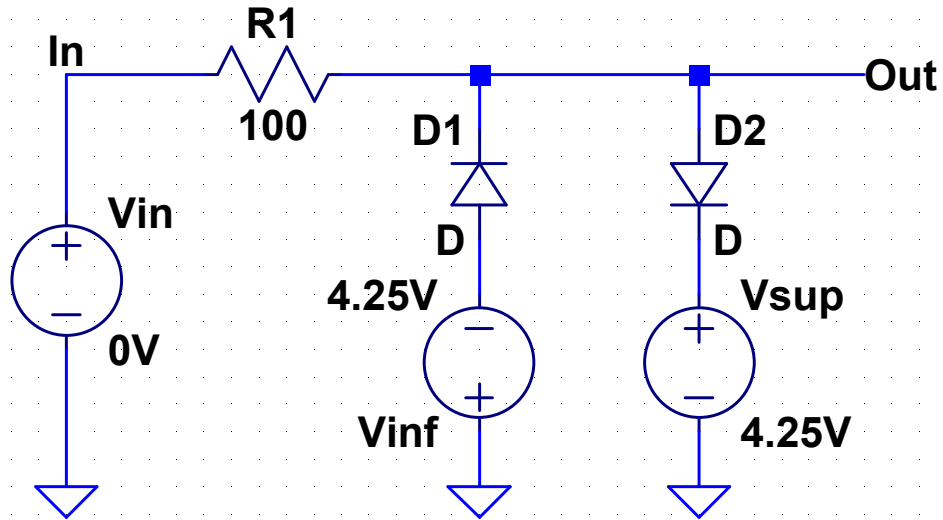 R1
In
Out
100
D1
D2
Vin
D
D
4.25V
Vsup
0V
Vinf
4.25V